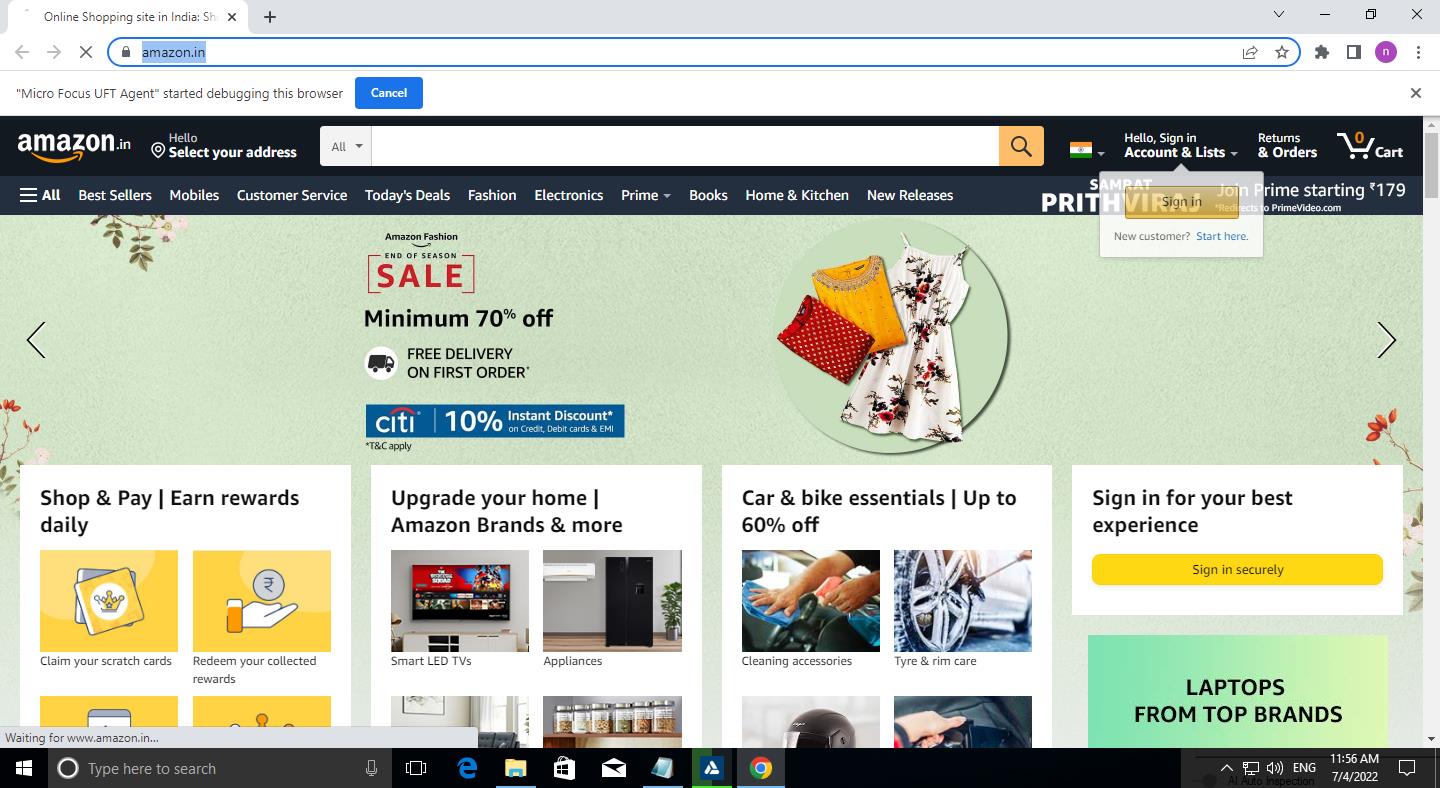 Online Shopping site in India: Sh
amazon.in
n
"Micro Focus UFT Agent" started debugging this browser
Cancel
amazon.in
Hello
Select your address
All
Hello, Sign in
Account & Lists
Returns
& Orders
0
Cart
All
Best Sellers
Mobiles
Customer Service
Today's Deals
Fashion
Electronics
Prime
Books
Home & Kitchen
New Releases
SAMRAT
PRITHVIRAJ
Join Prime starting ₹179
*Redirects to PrimeVideo.com
Sign in
New customer? Start here.
Amazon Fashion
END OF SEASON
SALE
Minimum 70% off
FREE DELIVERY
ON FIRST ORDER*
citi
10%
Instant Discount*
on Credit, Debit cards & EMI
*T&C apply
Shop & Pay | Earn rewards
daily
Claim your scratch cards
Redeem your collected
rewards
Upgrade your home |
Amazon Brands & more
Smart LED TVs
Appliances
Car & bike essentials | Up to
60% off
Cleaning accessories
Tyre & rim care
Sign in for your best
experience
Sign in securely
LAPTOPS
FROM TOP BRANDS
Waiting for www.amazon.in...
Type here to search
ENG
11:56 AM
7/4/2022
AI Auto Inspection